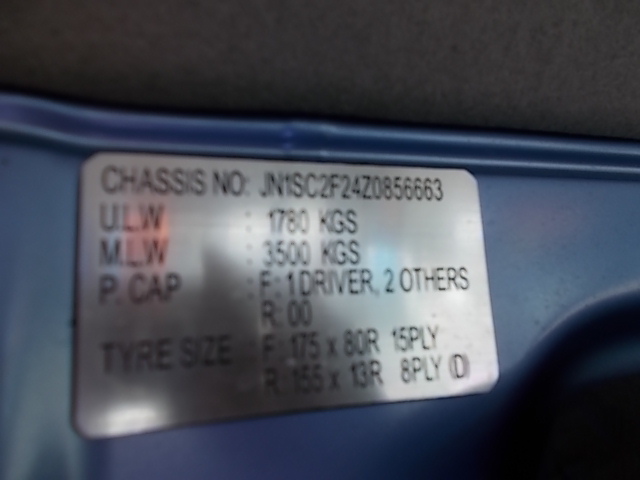 CHASSIS NO: JN1SC2F24Z0856663
U.L.W : 1780 KGS
M.L.W : 3500 KGS
P. CAP : F: 1 DRIVER, 2 OTHERS
R: 00
TYRE SIZE F: 175 x 80R 15PLY
R: 155 x 13R 8PLY (D)